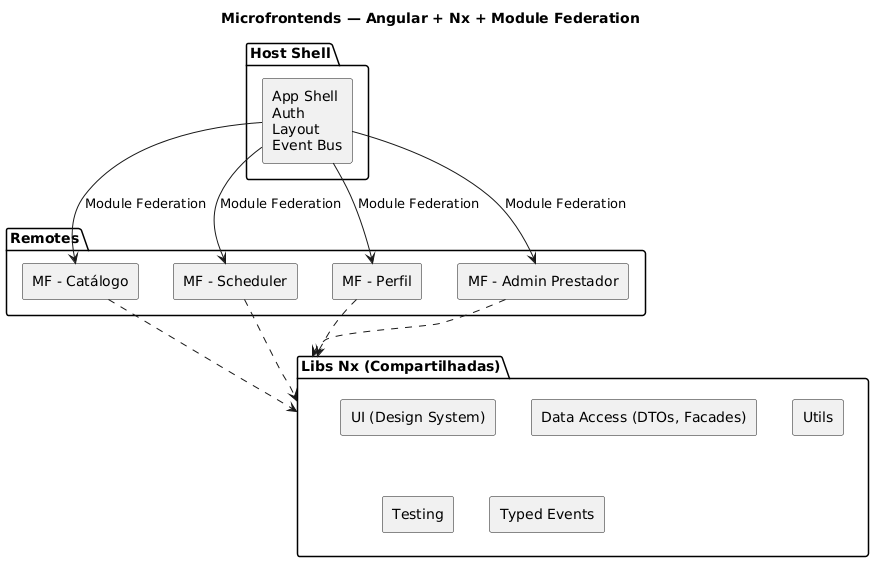 Microfrontends — Angular + Nx + Module Federation
Host Shell
App Shell
Auth
Layout
Event Bus
Module Federation
Module Federation
Module Federation
Module Federation
Remotes
MF - Catálogo
MF - Scheduler
MF - Perfil
MF - Admin Prestador
Libs Nx (Compartilhadas)
UI (Design System)
Data Access (DTOs, Facades)
Utils
Testing
Typed Events